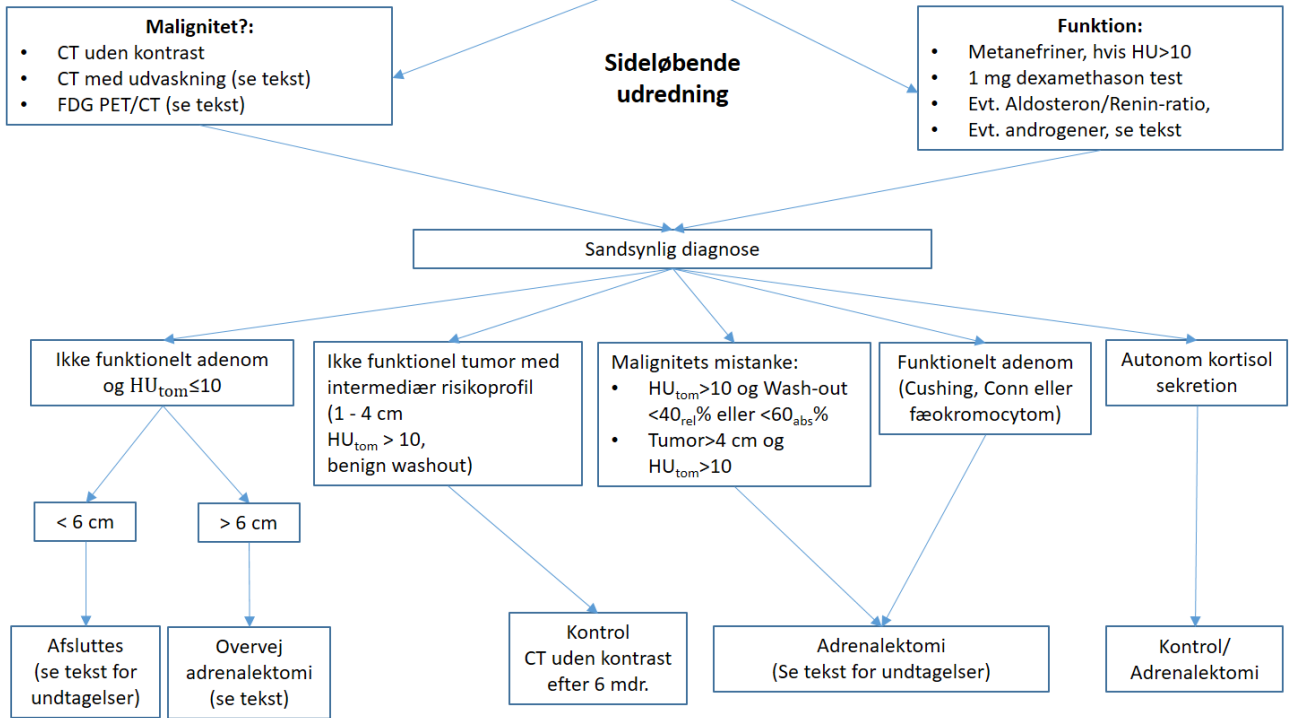 Malignitet?:
• CT uden kontrast
• CT med udvaskning (se tekst)
• FDG PET/CT (se tekst)
Sideløbende
udredning
Funktion:
• Metanefriner, hvis HU>10
• 1 mg dexamethason test
• Evt. Aldosteron/Renin-ratio,
• Evt. androgener, se tekst
Sandsynlig diagnose
Ikke funktionelt adenom
og HUtom≤10
Ikke funktionel tumor med
intermediær risikoprofil
(1 - 4 cm
HUtom > 10,
benign washout)
Malignitets mistanke:
• HUtom>10 og Wash-out
<40rel% eller <60abs%
• Tumor>4 cm og
HUtom>10
Funktionelt adenom
(Cushing, Conn eller
fæokromocytom)
Autonom kortisol
sekretion
< 6 cm
> 6 cm
Afsluttes
(se tekst for
undtagelser)
Overvej
adrenalektomi
(se tekst)
Kontrol
CT uden kontrast
efter 6 mdr.
Adrenalektomi
(Se tekst for undtagelser)
Kontrol/
Adrenalektomi